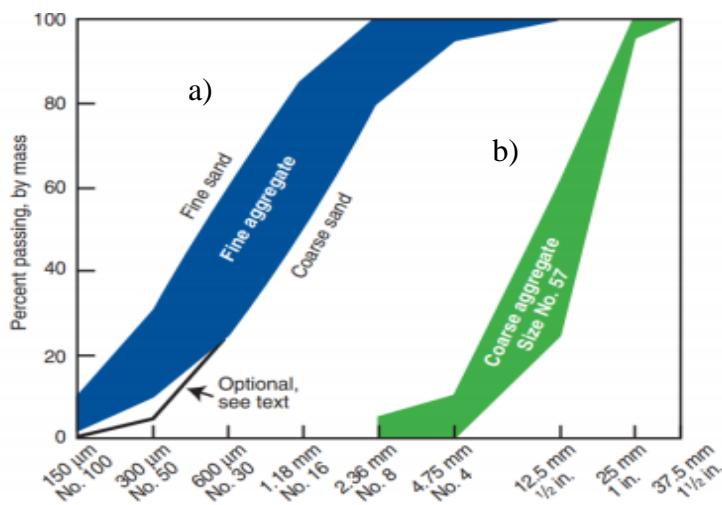 100
80
60
40
20
0
Percent passing, by mass
a)
b)
Fine sand
Fine aggregate
Coarse sand
Coarse aggregate
Size No. 57
Optional,
see text
150 µm
No. 100
300 µm
No. 50
600 µm
No. 30
1.18 mm
No. 16
2.36 mm
No. 8
4.75 mm
No. 4
12.5 mm
1/2 in.
25 mm
1 in.
37.5 mm
1 1/2 in.